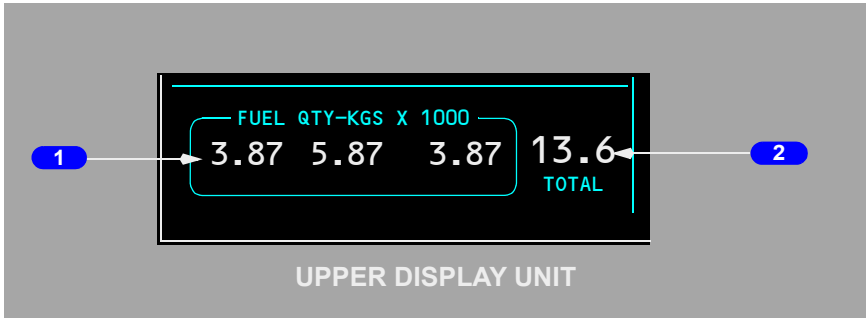 FUEL QTY-KGS X 1000
3.87 5.87 3.87 13.6
TOTAL
1
2
UPPER DISPLAY UNIT